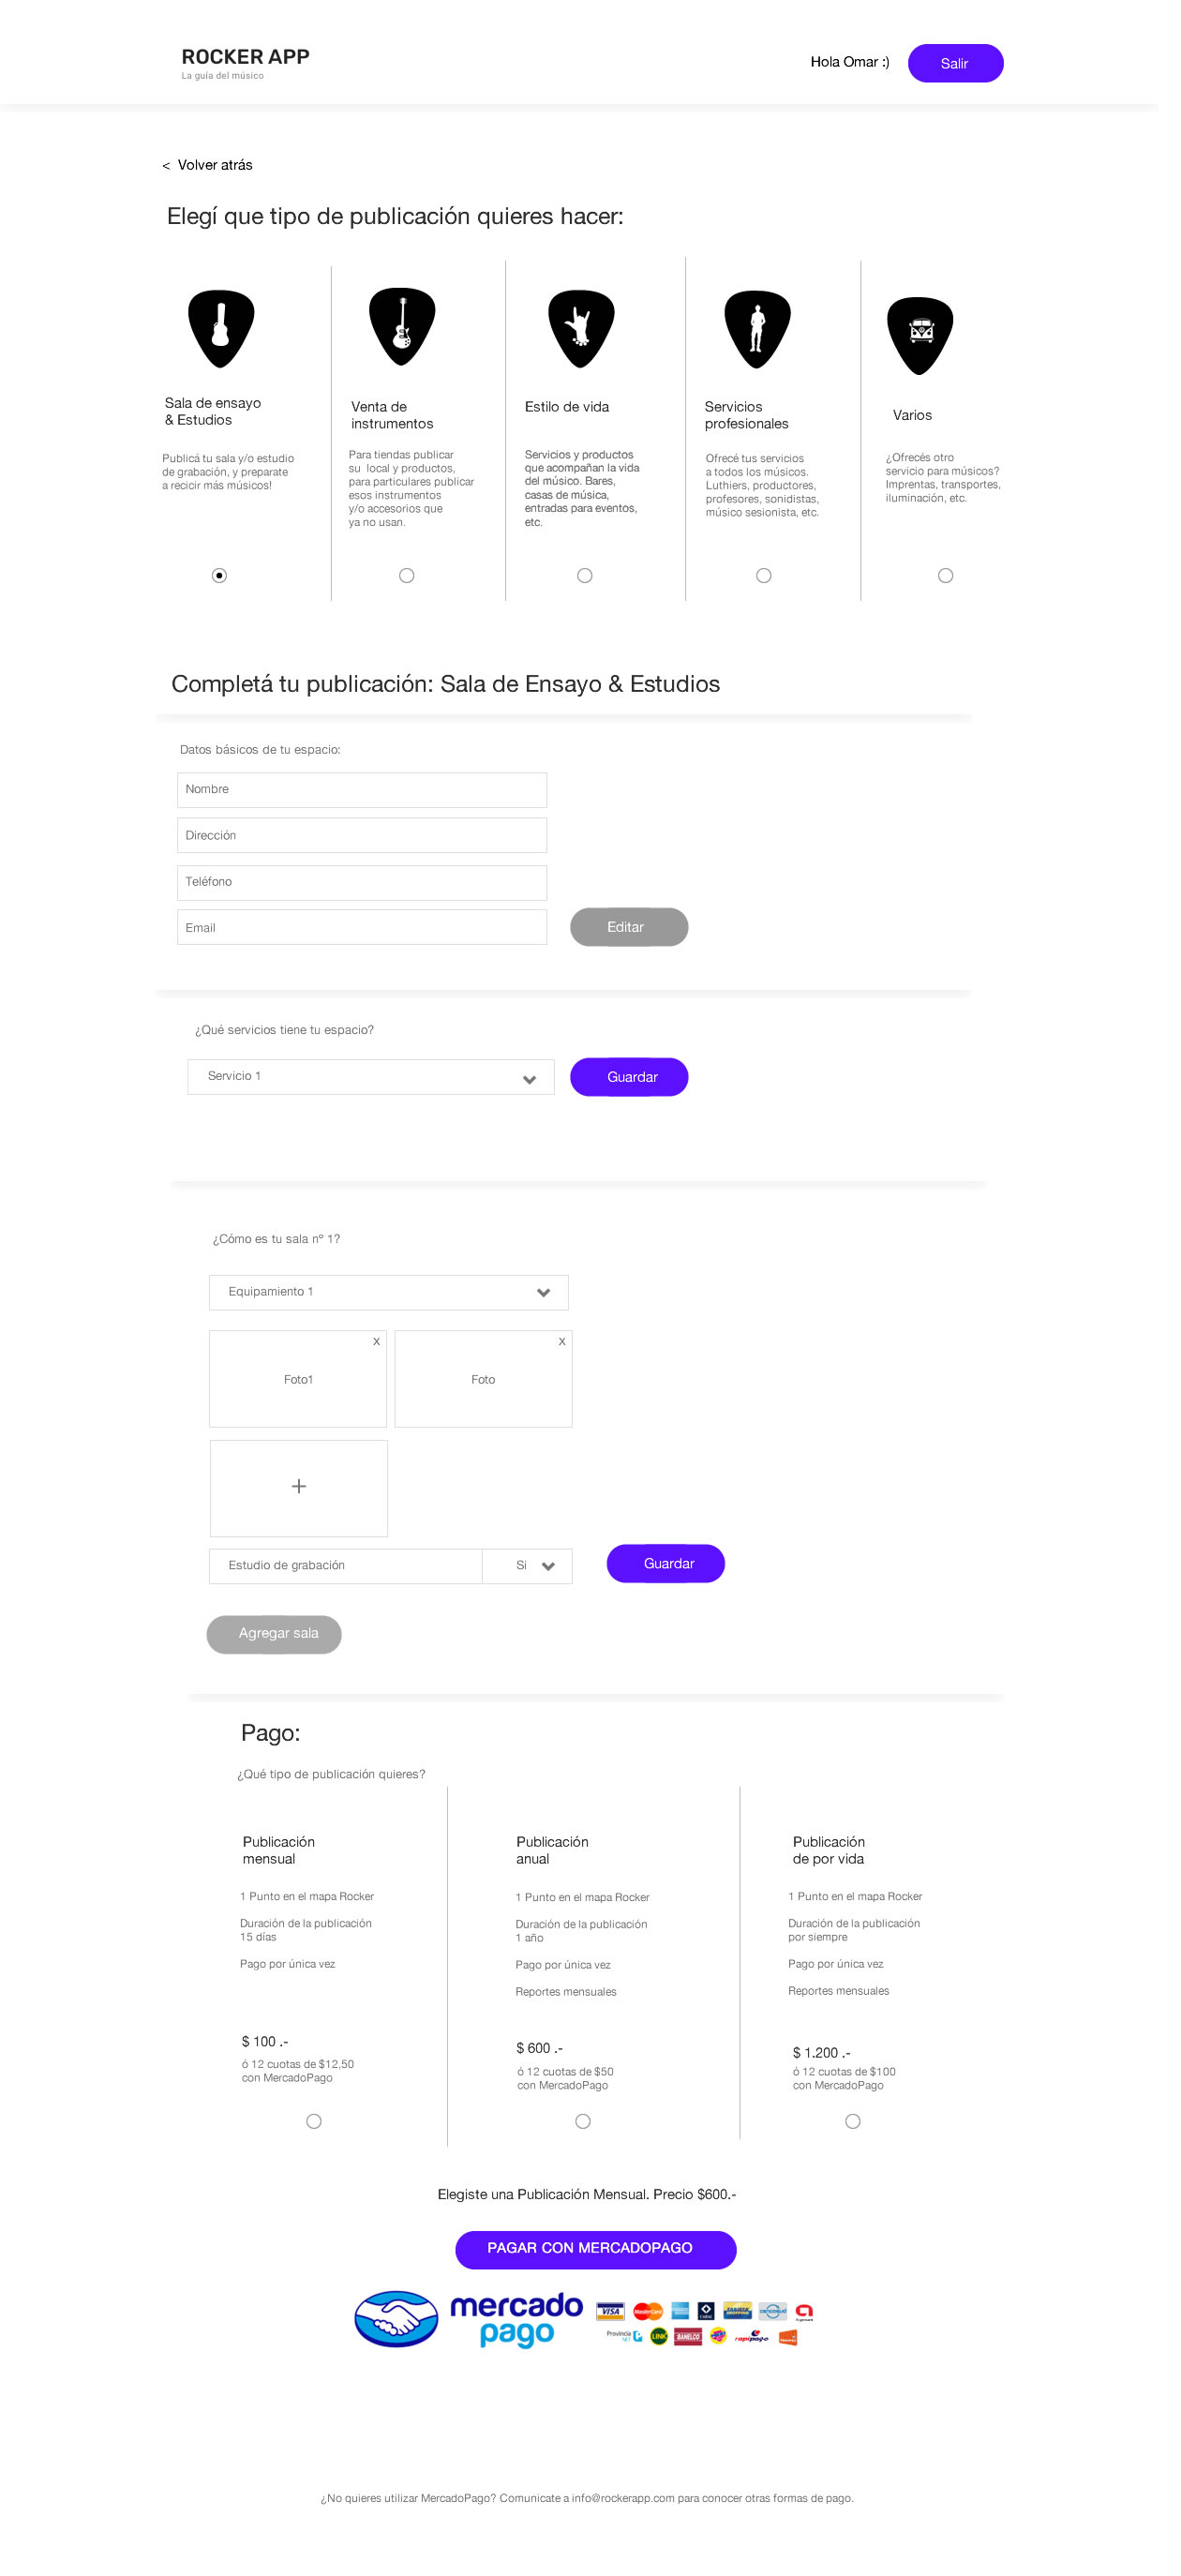 ROCKER APP
La guía del músico
Hola Omar :)
Salir
< Volver atrás
Elegí que tipo de publicación quieres hacer:
Sala de ensayo
& Estudios
Publicá tu sala y/o estudio
de grabación, y preparate
a recicir más músicos!
Venta de
instrumentos
Para tiendas publicar
su local y productos,
para particulares publicar
esos instrumentos
y/o accesorios que
ya no usan.
Estilo de vida
Servicios y productos
que acompañan la vida
del músico. Bares,
casas de música,
entradas para eventos,
etc.
Servicios
profesionales
Ofrecé tus servicios
a todos los músicos.
Luthiers, productores,
profesores, sonidistas,
músico sesionista, etc.
Varios
¿Ofrecés otro
servicio para músicos?
Imprentas, transportes,
iluminación, etc.
Completá tu publicación: Sala de Ensayo & Estudios
Datos básicos de tu espacio:
Nombre
Dirección
Teléfono
Email
Editar
¿Qué servicios tiene tu espacio?
Servicio 1
Guardar
¿Cómo es tu sala nº 1?
Equipamiento 1
x
Foto1
x
Foto
+
Estudio de grabación
Si
Guardar
Agregar sala
Pago:
¿Qué tipo de publicación quieres?
Publicación
mensual
1 Punto en el mapa Rocker
Duración de la publicación
15 días
Pago por única vez
$ 100 .-
ó 12 cuotas de $12,50
con MercadoPago
Publicación
anual
1 Punto en el mapa Rocker
Duración de la publicación
1 año
Pago por única vez
Reportes mensuales
$ 600 .-
ó 12 cuotas de $50
con MercadoPago
Publicación
de por vida
1 Punto en el mapa Rocker
Duración de la publicación
por siempre
Pago por única vez
Reportes mensuales
$ 1.200 .-
ó 12 cuotas de $100
con MercadoPago
Elegiste una Publicación Mensual. Precio $600.-
PAGAR CON MERCADOPAGO
mercado
pago
VISA
MasterCard
Provincia
NET
LINK
BANELCO
rapipago
¿No quieres utilizar MercadoPago? Comunicate a info@rockerapp.com para conocer otras formas de pago.